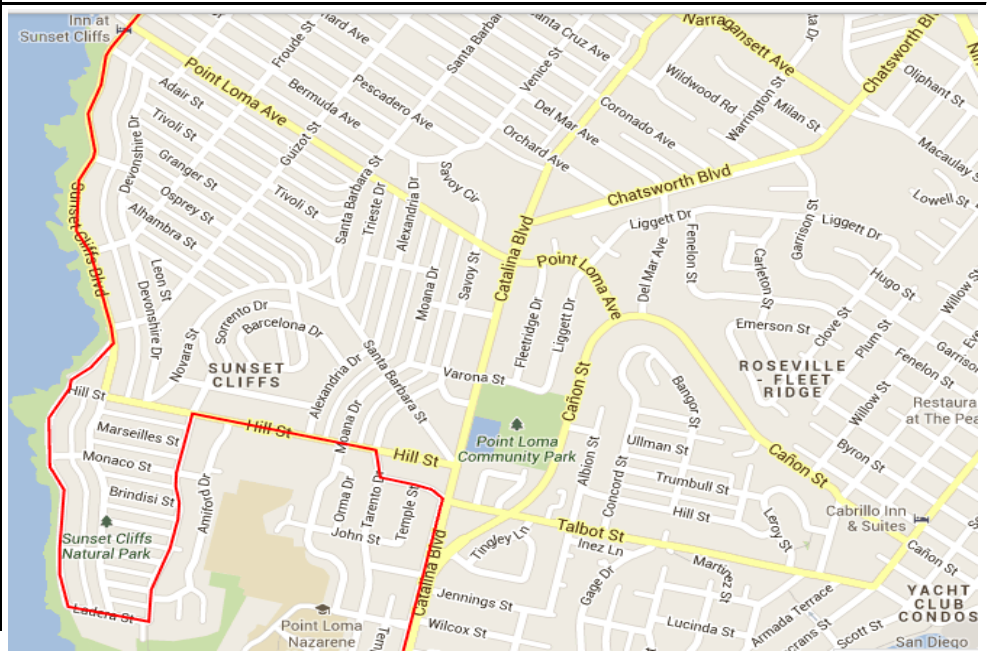 Inn at
Sunset Cliffs
Froude St
Santa Barbar
Santa Cruz Ave
Venice St
Narragansett Ave
Chatsworth Blv
Oliphant St
Point Loma Ave
Pescadero Ave
Bermuda Ave
Guizot St
Adair St
Tivoli St
Granger St
Osprey St
Alhambra St
Devonshire Dr
Tivoli St
Santa Barbara St
Trieste Dr
Alexandria Dr
Savoy Cir
Del Mar Ave
Orchard Ave
Coronado Ave
Wildwood Rd
Warrington St
Milan St
Macaulay
Lowell St
Chatsworth Blvd
Liggett Dr
Liggett Dr
Garrison St
Fenelon St
Del Mar Ave
Carleton St
Hugo St
Willow
Sunset Cliffs Blvd
Leon St
Devonshire Dr
Novara St
Sorrento Dr
Barcelona Dr
Moana Dr
Savoy St
Catalina Blvd
Point Loma Ave
Fleetridge Dr
Liggett Dr
Emerson St
Clove St
Plum St
Fenelon St
Garriso
SUNSET
CLIFFS
Alexandria Dr
Santa Barbara St
Varona St
Cañon St
ROSEVILLE
- FLEET
RIDGE
Willow St
Restaura
at The Pea
Hill St
Hill St
Hill St
Marseilles St
Monaco St
Brindisi St
Amiford Dr
Moana Dr
Orma Dr
Tarento Dr
Temple St
John St
Point Loma
Community Park
Albion St
Concord St
Bangor St
Ullman St
Trumbull St
Hill St
Leroy St
Byron St
Cañon St
Cabrillo Inn
& Suites
Cañon St
Sunset Cliffs
Natural Park
Ladera St
Talbot St
Inez Ln
Tingley Ln
Gage Dr
Martinez St
Armada Terrace
Lucinda St
Scott St
Catalina Blvd
Jennings St
Wilcox St
Point Loma
Nazarene
YACHT
CLUB
CONDOS
San Diego